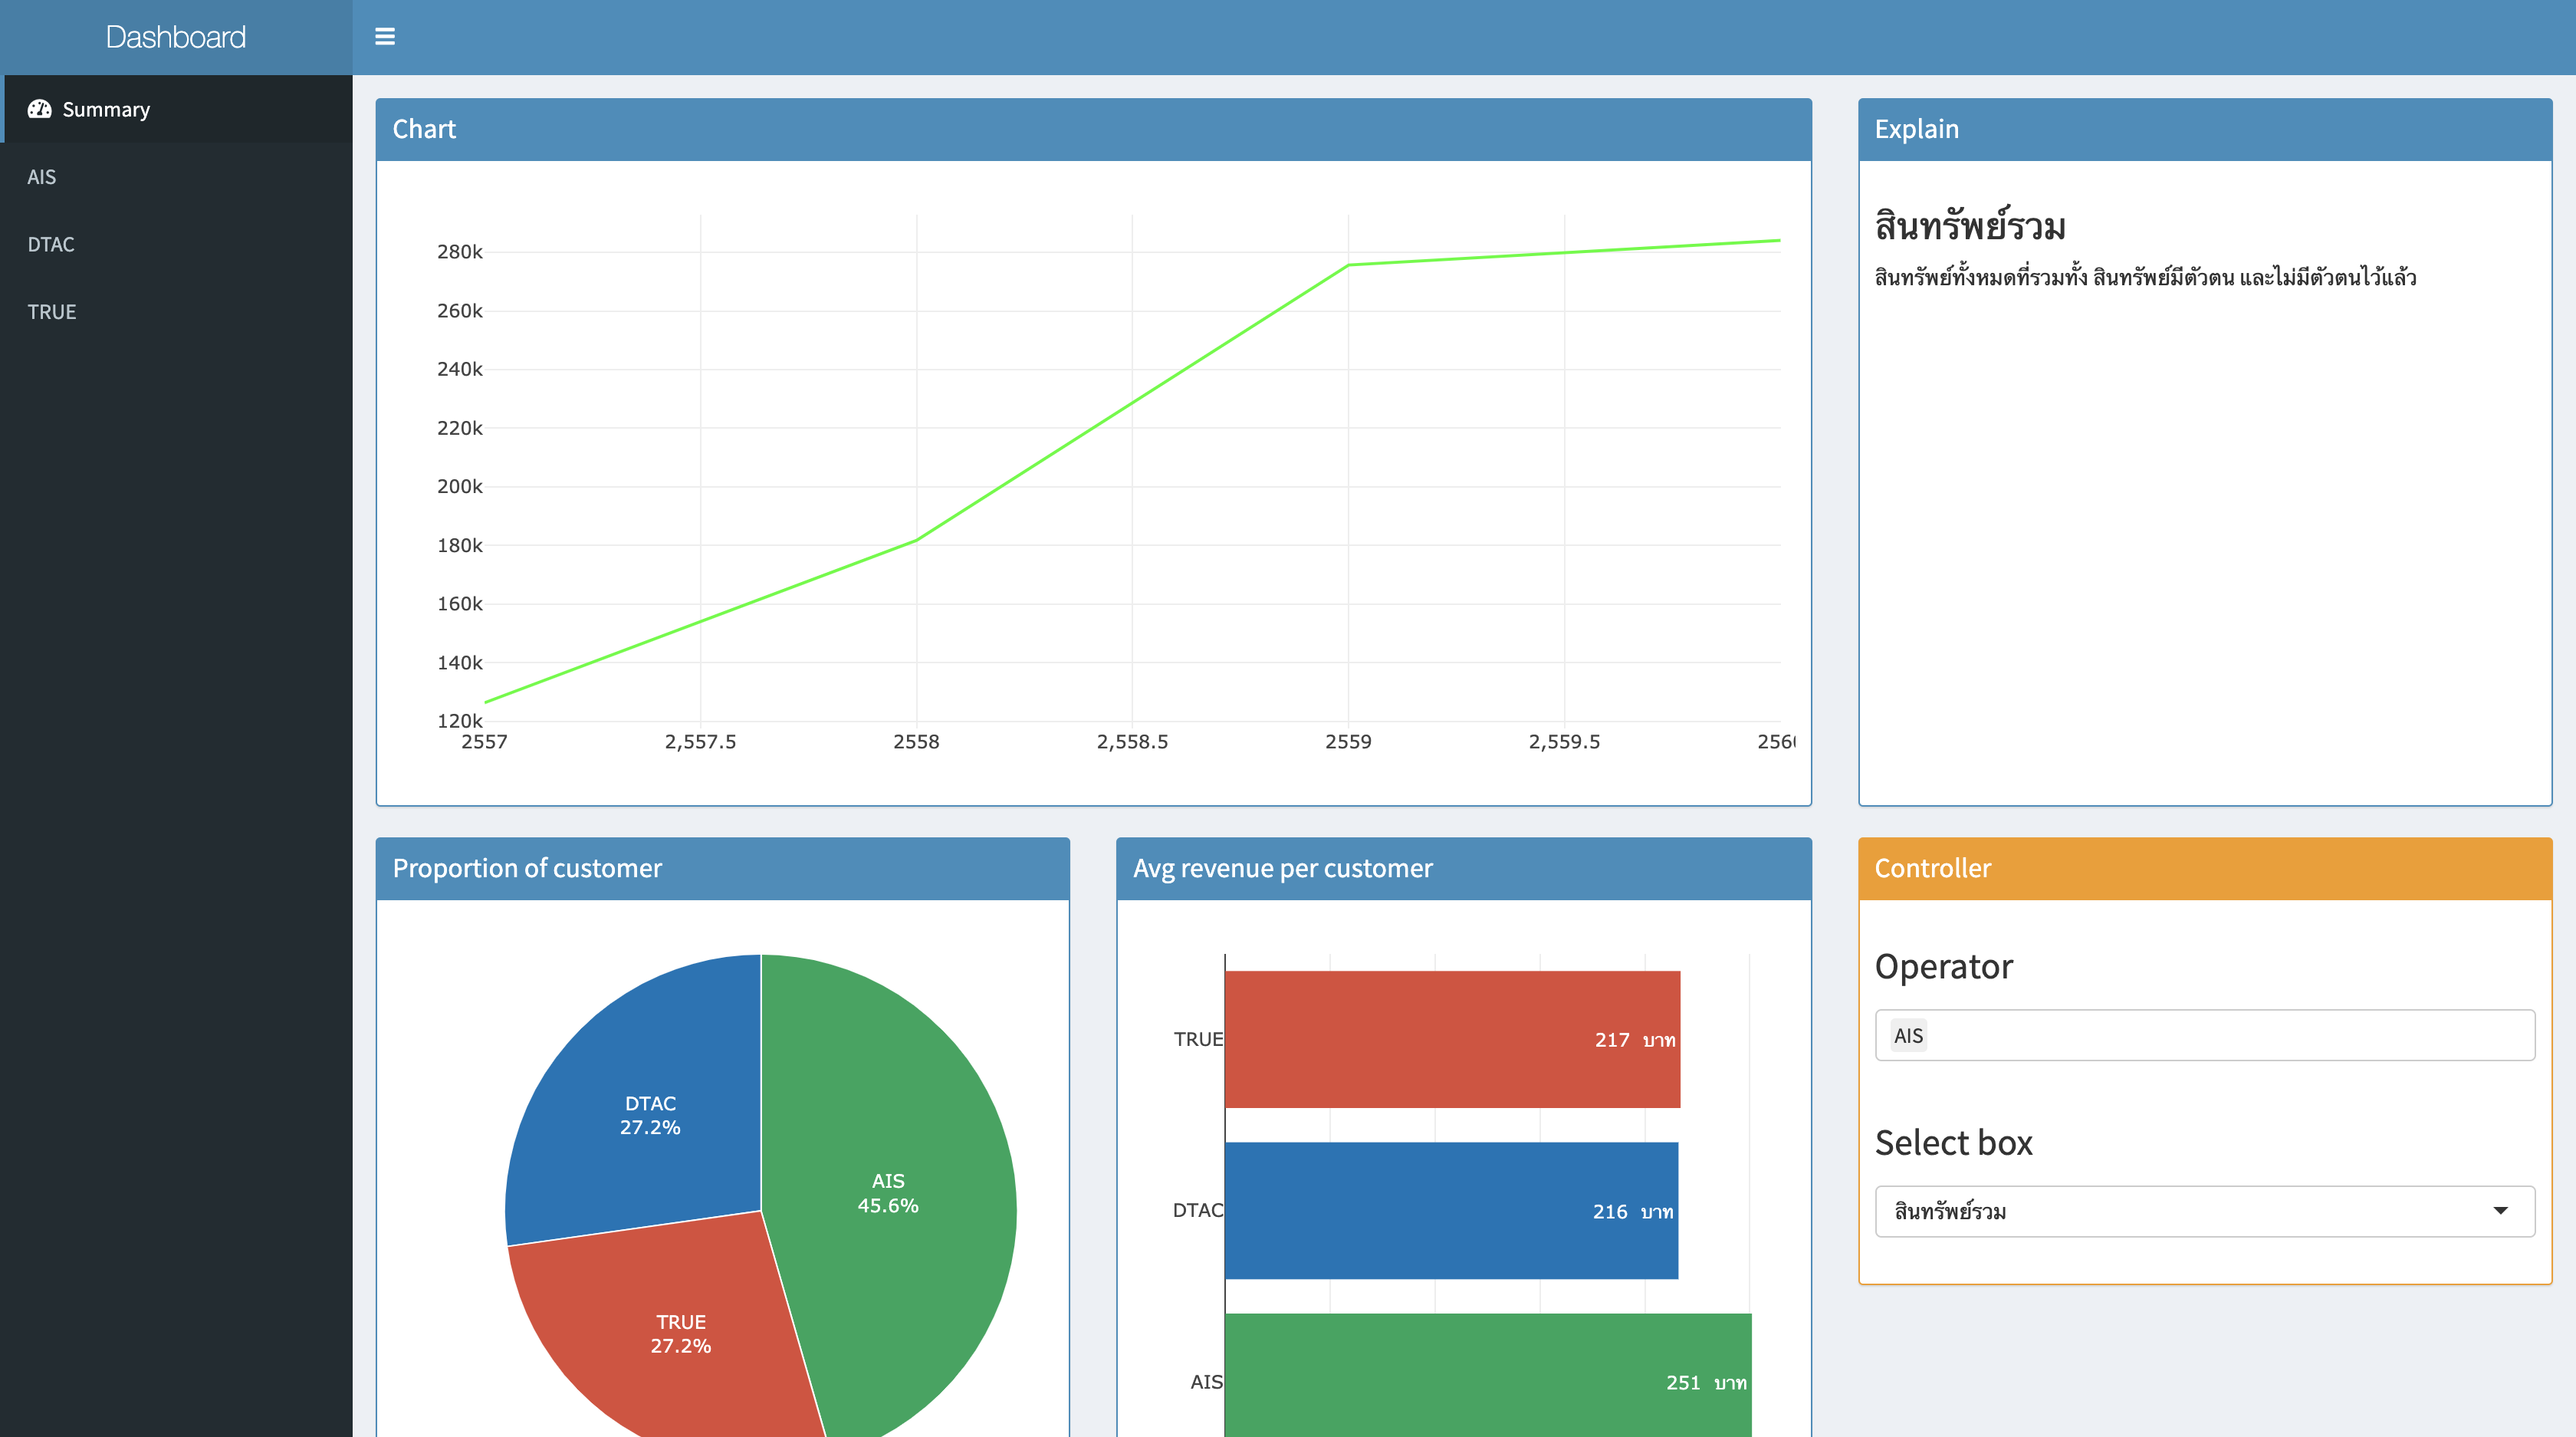 Dashboard
Summary
AIS
DTAC
TRUE
Chart
280k
260k
240k
220k
200k
180k
160k
140k
120k
2557
2,557.5
2558
2,558.5
2559
2,559.5
Explain
สินทรัพย์รวม
สินทรัพย์ทั้งหมดที่รวมทั้ง สินทรัพย์มีตัวตน และไม่มีตัวตนไว้แล้ว
Proportion of customer
DTAC
27.2%
AIS
45.6%
TRUE
27.2%
Avg revenue per customer
TRUE
217 บาท
DTAC
216 บาท
AIS
251 บาท
Controller
Operator
AIS
Select box
สินทรัพย์รวม